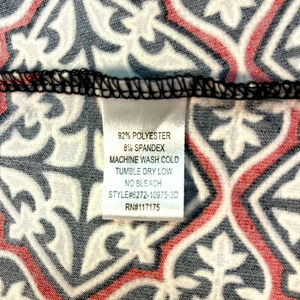 92% POLYESTER
8% SPANDEX
MACHINE WASH COLD
TUMBLE DRY LOW
NO BLEACH
STYLE#6272-10975-3D
RN#117175